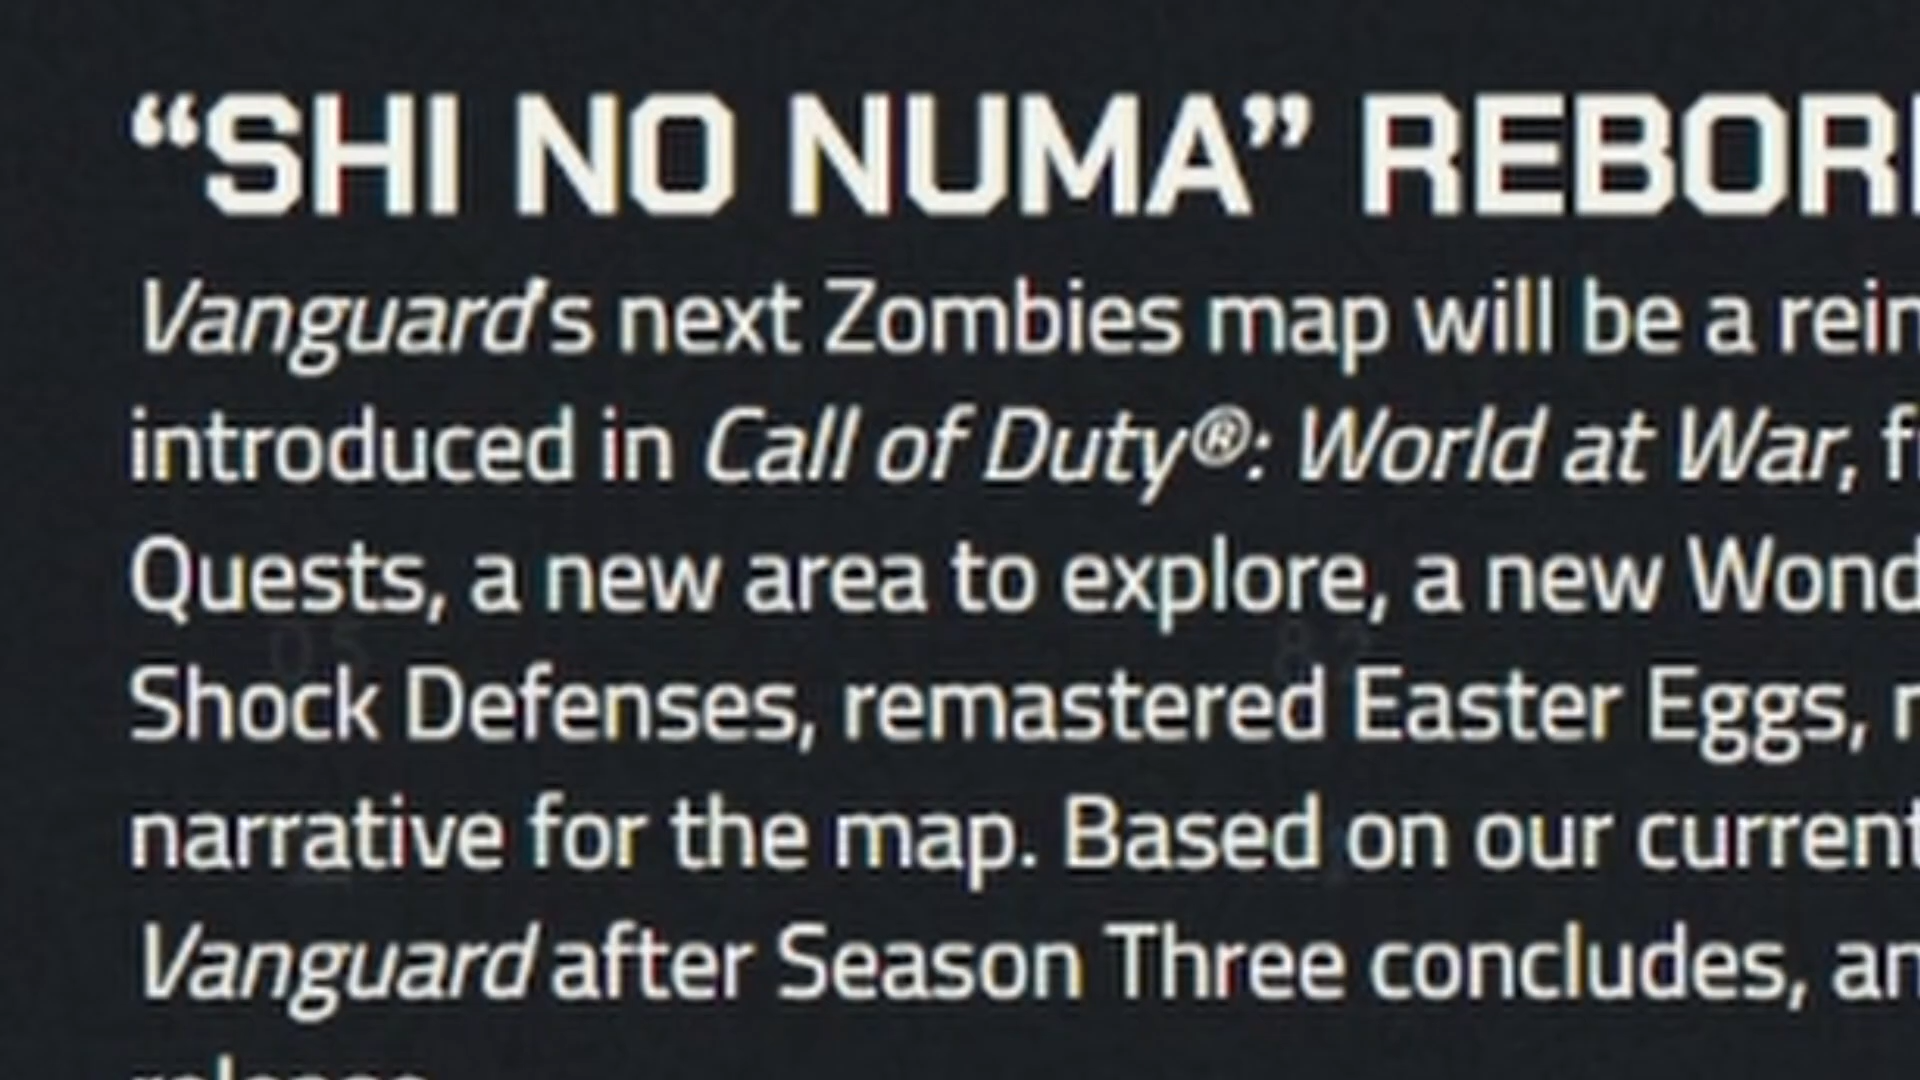 “SHI NO NUMA” REBOR
Vanguard's next Zombies map will be a rein
introduced in Call of Duty®: World at War, f
Quests, a new area to explore, a new Wond
Shock Defenses, remastered Easter Eggs, 
narrative for the map. Based on our current
Vanguard after Season Three concludes, an
release